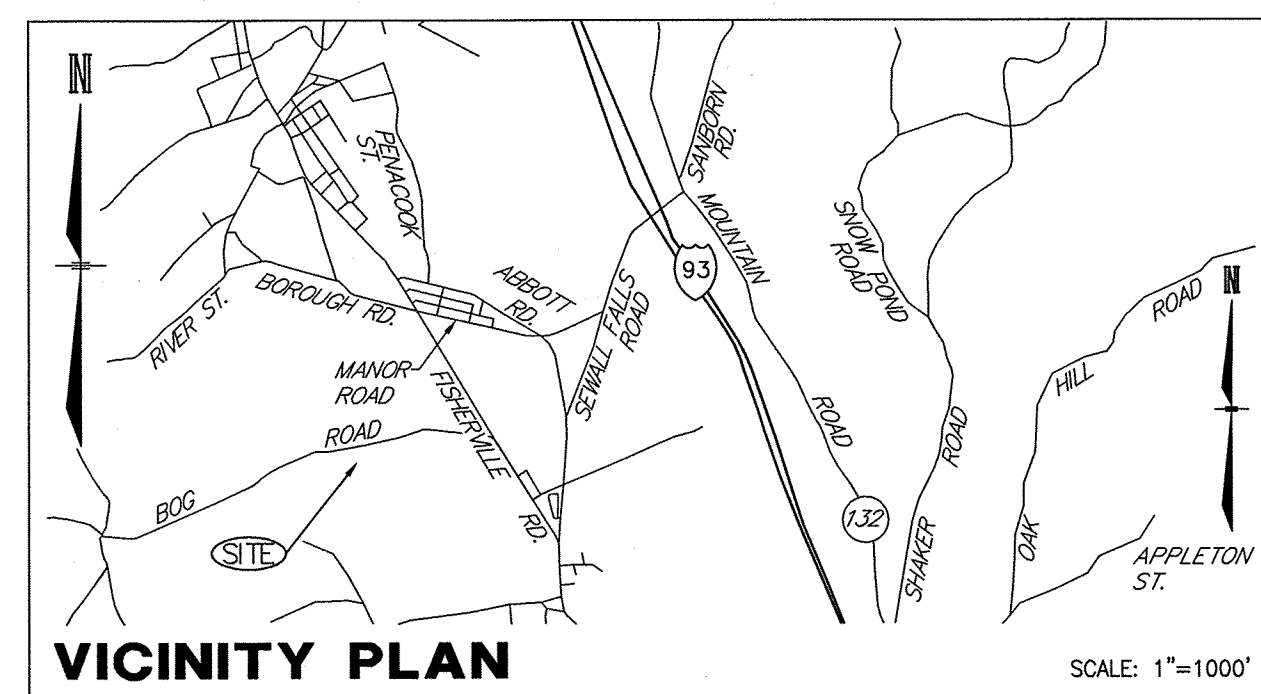 N
PENACOOK
ST.
SANBORN
RD.
MOUNTAIN
ROAD
SNOW POND
ROAD
93
ABBOTT
RD.
SEWALL FALLS
ROAD
N
HILL
ROAD
RIVER ST.
BOROUGH RD.
MANOR
ROAD
FISHERVILLE
RD.
BOG
ROAD
SITE
132
SHAKER
ROAD
OAK
APPLETON
ST.
VICINITY PLAN
SCALE: 1"=1000'